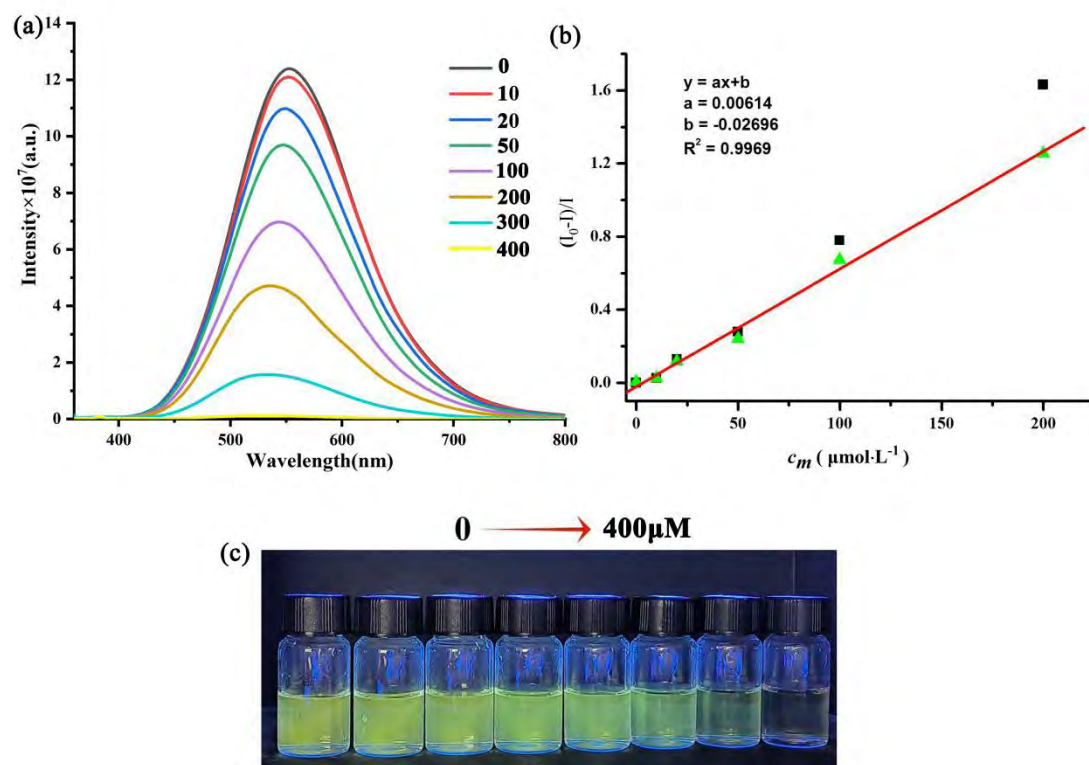 (a)
14
12
10
8
6
4
2
0
Intensity×10⁷(a.u.)
400
500
600
700
800
Wavelength(nm)
0
10
20
50
100
200
300
400
(b)
y = ax+b
a = 0.00614
b = -0.02696
R² = 0.9969
1.6
1.2
0.8
0.4
0.0
(I₀-I)/I
0
50
100
150
200
cₘ ( μmol·L⁻¹)
0
400μM
(c)